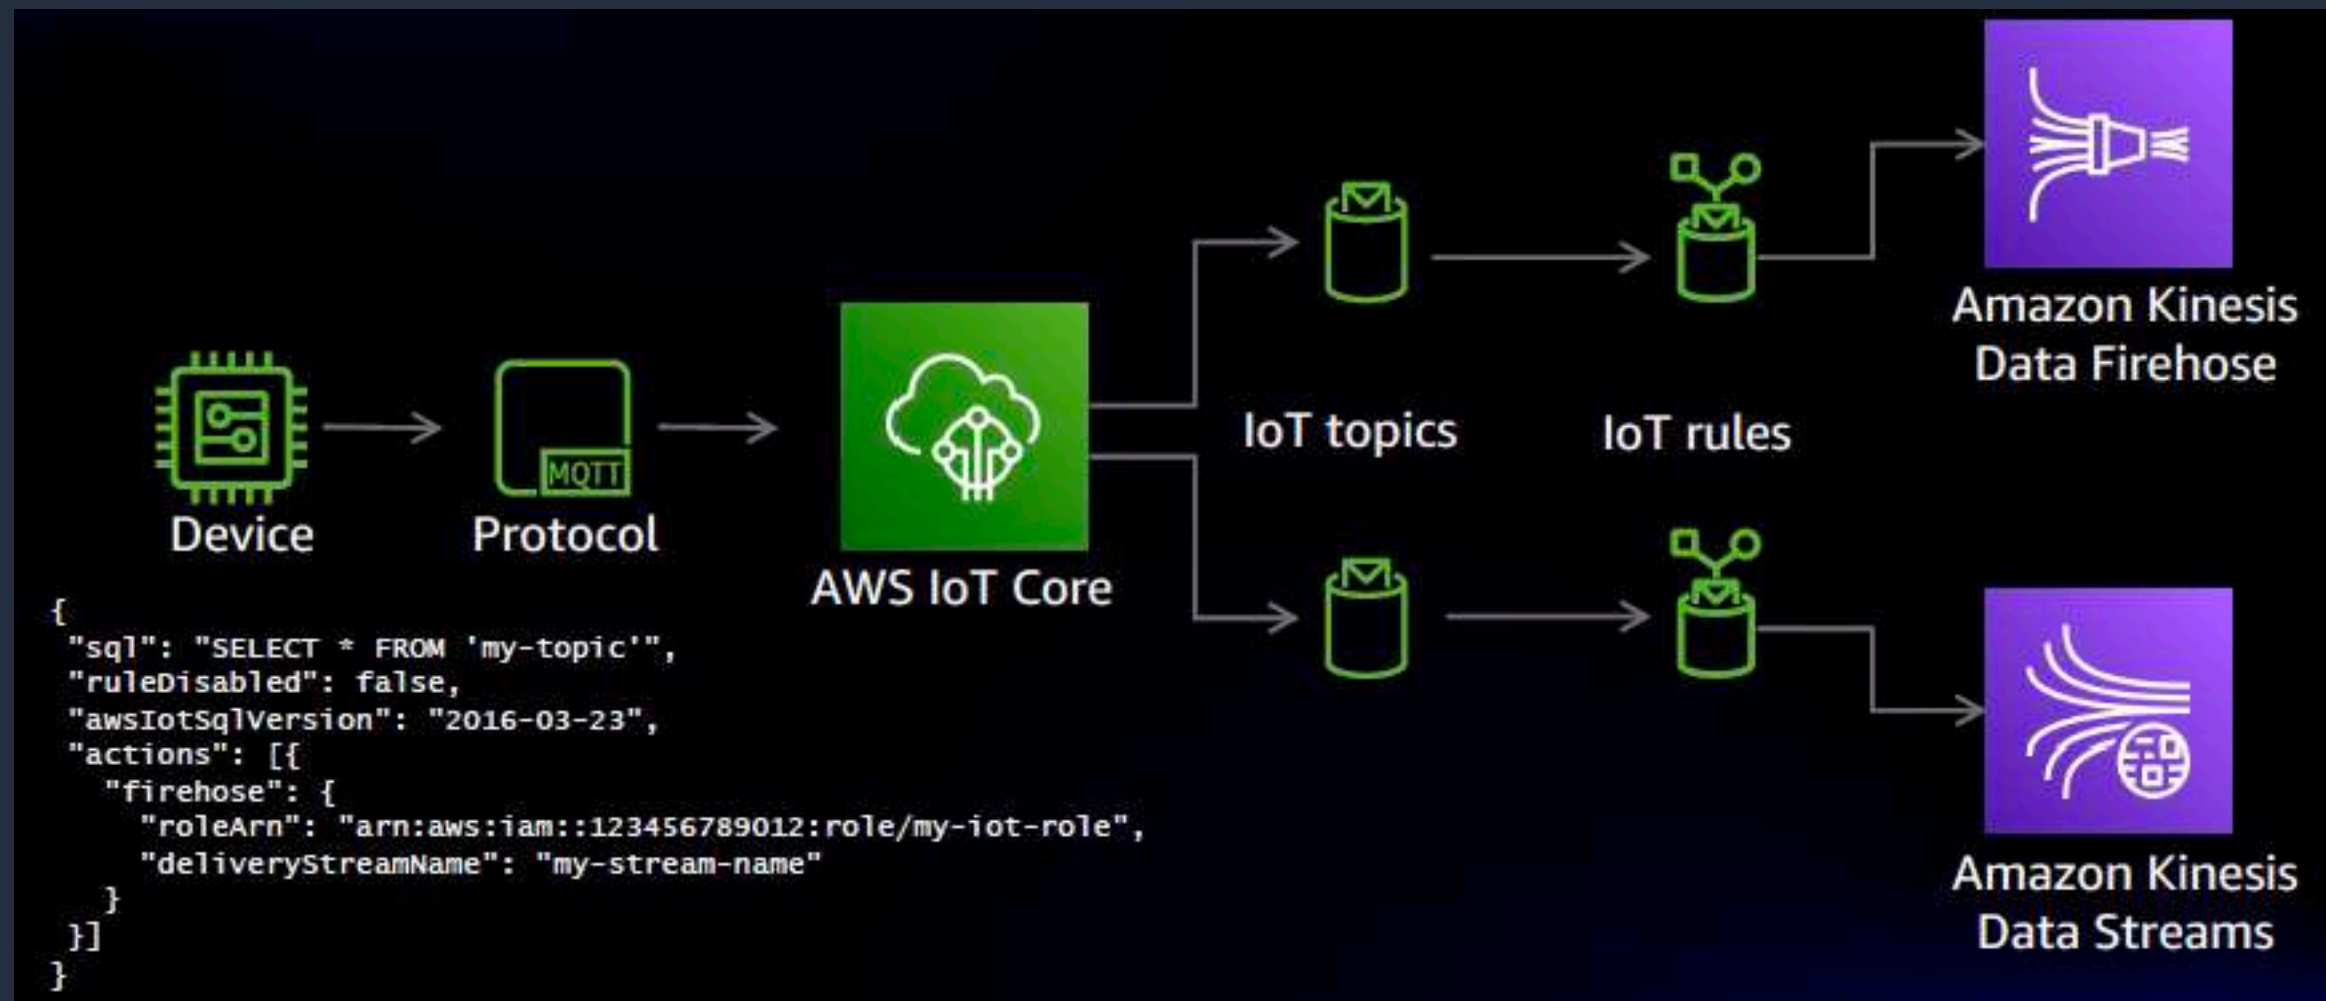 Device
Protocol
MQTT
AWS IoT Core
IoT topics
IoT rules
Amazon Kinesis
Data Firehose
Amazon Kinesis
Data Streams
{
"sql": "SELECT * FROM 'my-topic'",
"ruleDisabled": false,
"awsIotSqlVersion": "2016-03-23",
"actions": [{
"firehose": {
"roleArn": "arn:aws:iam::123456789012:role/my-iot-role",
"deliveryStreamName": "my-stream-name"
}
}]
}